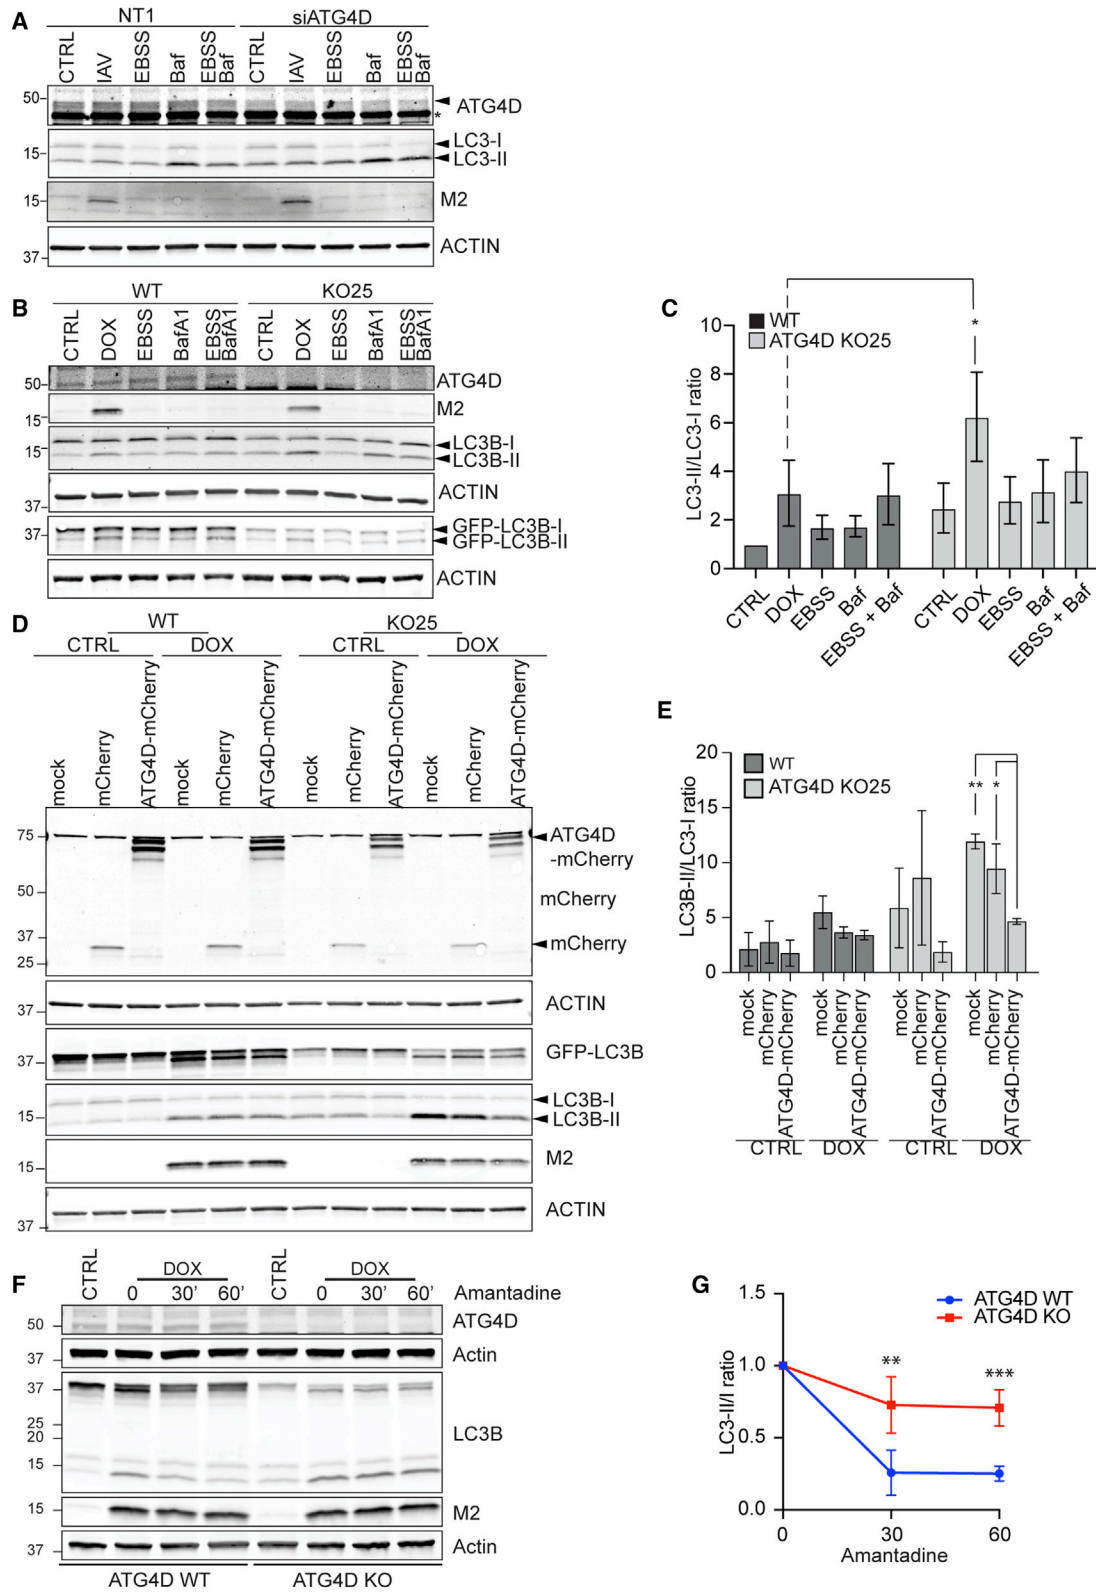 A
NT1 siATG4D
CTRL IAV EBSS Baf EBSS Baf CTRL IAV EBSS Baf EBSS Baf
50 ATG4D
*
LC3-I
15 LC3-II
15 M2
ACTIN
37
B
WT KO25
CTRL DOX EBSS BafA1 EBSS BafA1 CTRL DOX EBSS BafA1 EBSS BafA1
50 ATG4D
M2
15
LC3B-I
15 LC3B-II
ACTIN
37
GFP-LC3B-I
37 GFP-LC3B-II
ACTIN
C
WT
ATG4D KO25
*
LC3-II/LC3-I ratio
10
8
6
4
2
0
CTRL DOX EBSS Baf EBSS + Baf CTRL DOX EBSS Baf EBSS + Baf
D
WT KO25
CTRL DOX CTRL DOX
mock mCherry ATG4D-mCherry mock mCherry ATG4D-mCherry mock mCherry ATG4D-mCherry mock mCherry ATG4D-mCherry
75 ATG4D
-mCherry
50 mCherry
37 mCherry
25
ACTIN
37
GFP-LC3B
37
LC3B-I
15 LC3B-II
M2
15
ACTIN
37
E
WT
ATG4D KO25
** *
LC3B-II/LC3-I ratio
20
15
10
5
0
mock mCherry ATG4D-mCherry mock mCherry ATG4D-mCherry mock mCherry ATG4D-mCherry mock mCherry ATG4D-mCherry
CTRL DOX CTRL DOX
F
CTRL DOX CTRL DOX
0 30' 60' 0 30' 60' Amantadine
50 ATG4D
37 Actin
37
25
20 LC3B
15
15 M2
37 Actin
ATG4D WT ATG4D KO
G
ATG4D WT
ATG4D KO
** ***
LC3-II/I ratio
1.5
1.0
0.5
0.0
0 30 60
Amantadine